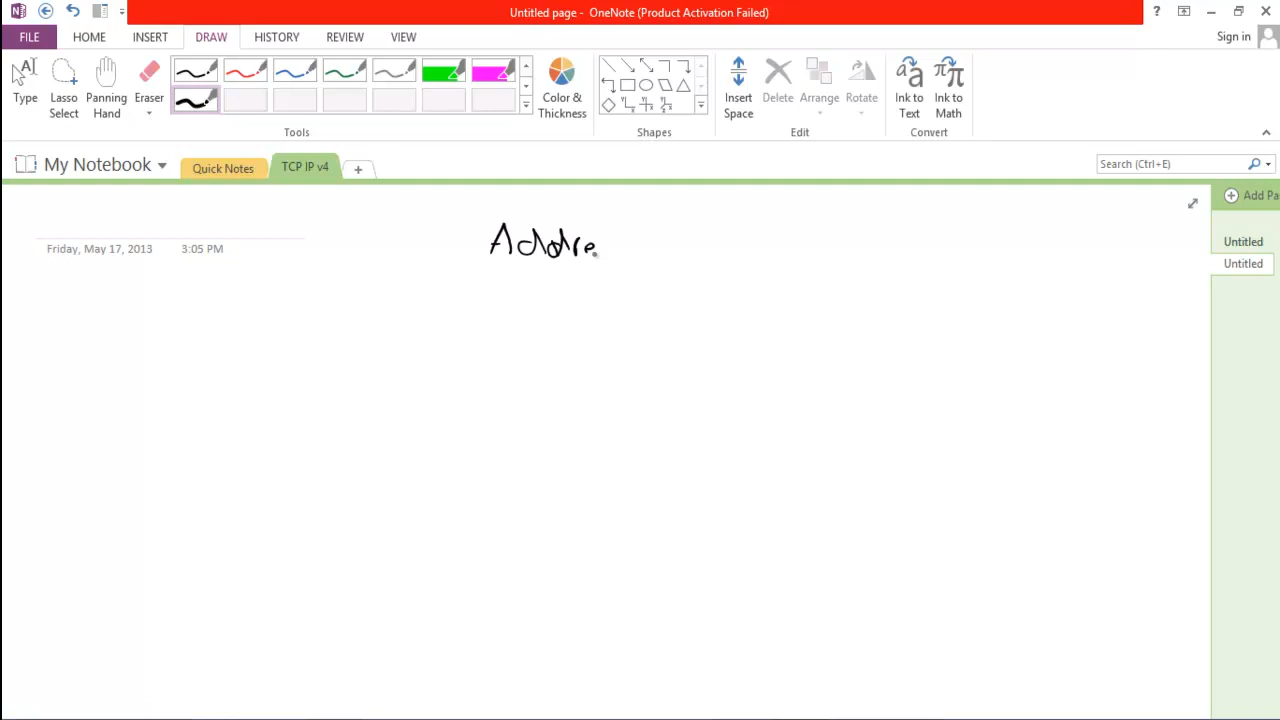 Untitled page - OneNote (Product Activation Failed)
?
FILE HOME INSERT DRAW HISTORY REVIEW VIEW
Sign in
Type
Lasso Select
Panning Hand
Eraser
Color & Thickness
Insert Space
Delete
Arrange
Rotate
Ink to Text
Ink to Math
Tools
Shapes
Edit
Convert
My Notebook
Quick Notes
TCP IP v4
Search (Ctrl+E)
Add Pa
Friday, May 17, 2013 3:05 PM
Addre
Untitled
Untitled